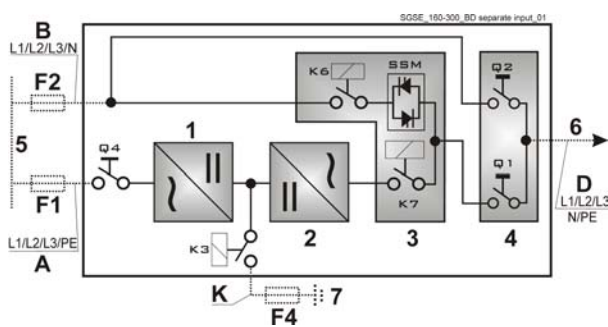 SGSE_160-300_BD separate input_01
B
L1/L2/L3/N
F2
K6
SSM
Q2
5
Q4
1
6
F1
D
Q1
L1/L2/L3
N/PE
K7
L1/L2/L3/PE
A
K3
2
3
4
K
7
F4